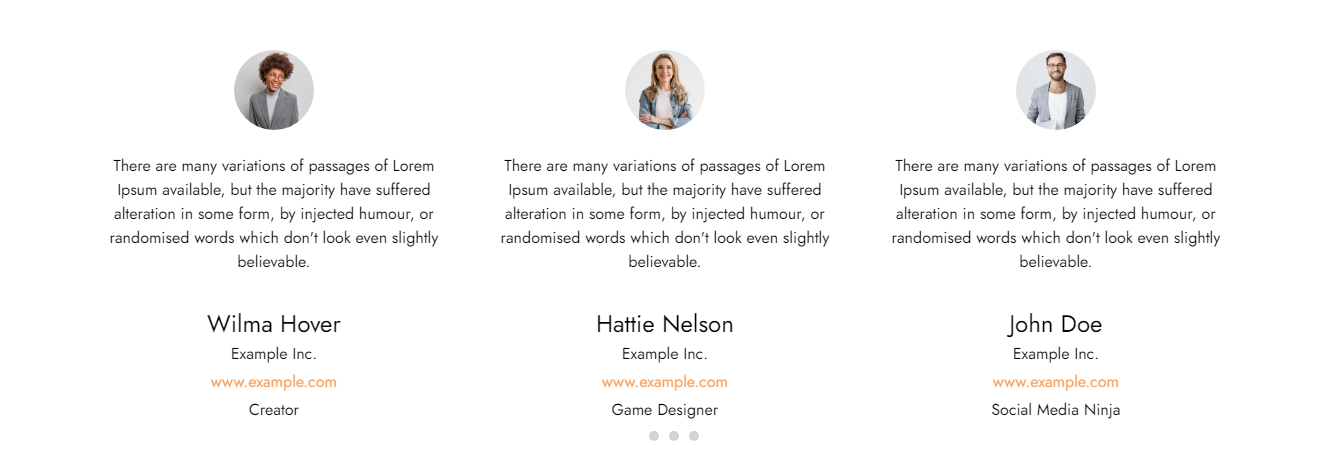 There are many variations of passages of Lorem
Ipsum available, but the majority have suffered
alteration in some form, by injected humour, or
randomised words which don't look even slightly
believable.
Wilma Hover
Example Inc.
www.example.com
Creator
There are many variations of passages of Lorem
Ipsum available, but the majority have suffered
alteration in some form, by injected humour, or
randomised words which don't look even slightly
believable.
Hattie Nelson
Example Inc.
www.example.com
Game Designer
There are many variations of passages of Lorem
Ipsum available, but the majority have suffered
alteration in some form, by injected humour, or
randomised words which don't look even slightly
believable.
John Doe
Example Inc.
www.example.com
Social Media Ninja